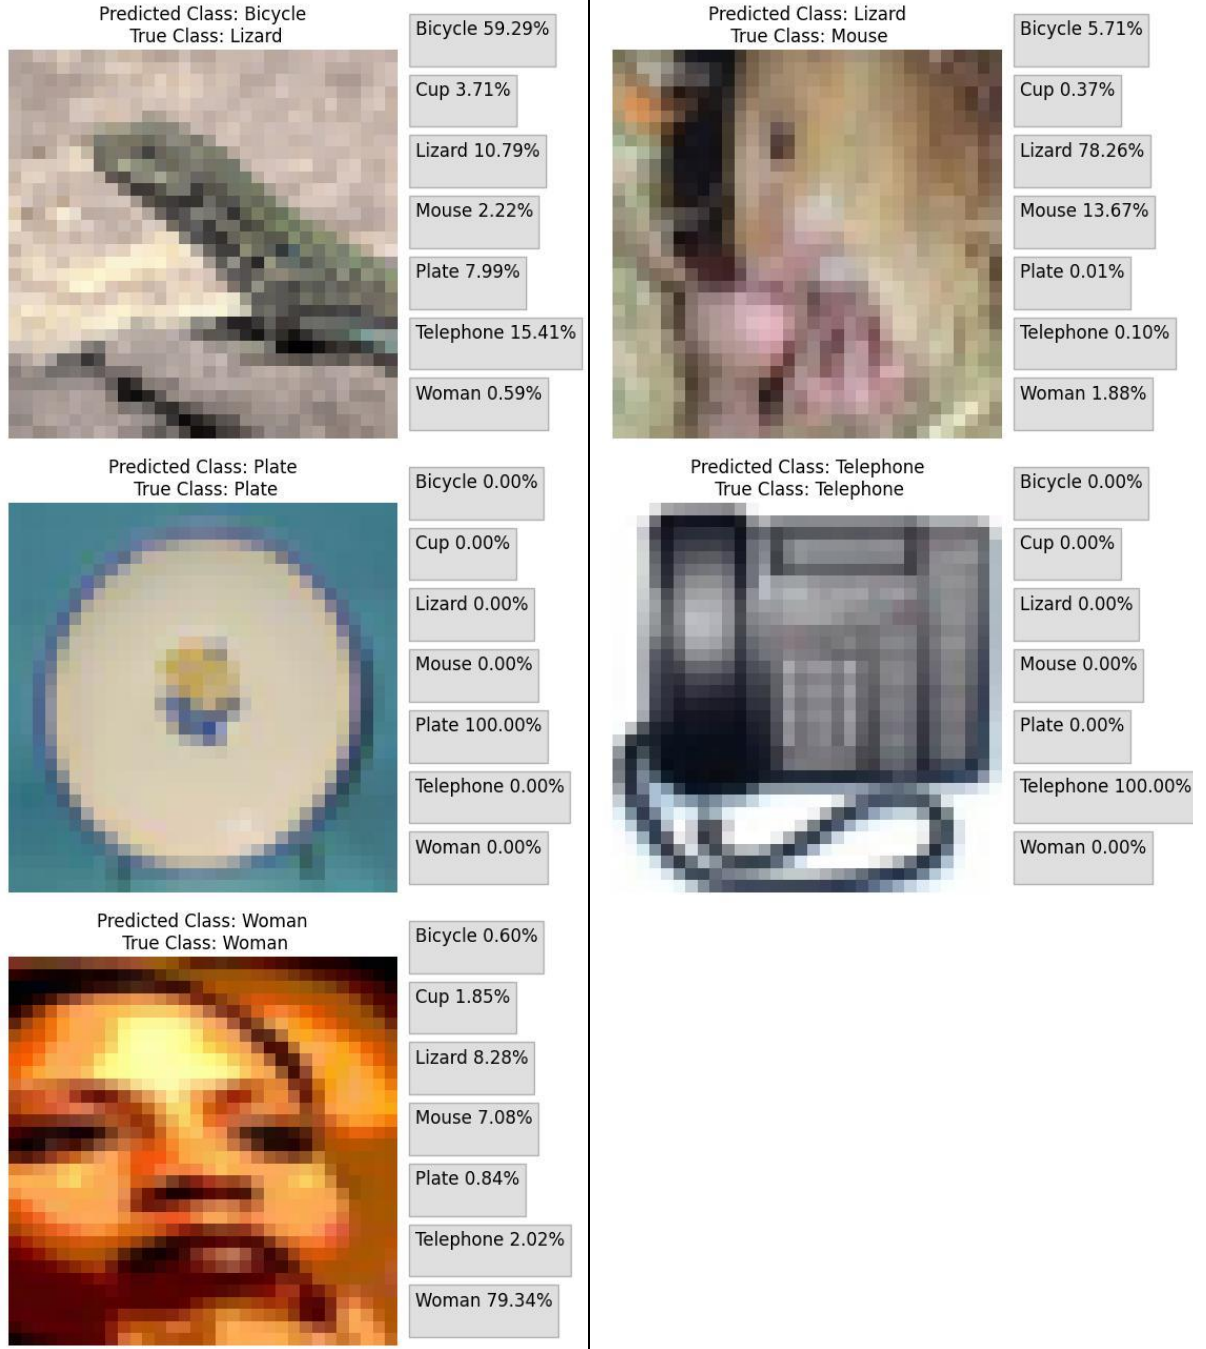 Predicted Class: Bicycle
True Class: Lizard
Bicycle 59.29%
Cup 3.71%
Lizard 10.79%
Mouse 2.22%
Plate 7.99%
Telephone 15.41%
Woman 0.59%
Predicted Class: Lizard
True Class: Mouse
Bicycle 5.71%
Cup 0.37%
Lizard 78.26%
Mouse 13.67%
Plate 0.01%
Telephone 0.10%
Woman 1.88%
Predicted Class: Plate
True Class: Plate
Bicycle 0.00%
Cup 0.00%
Lizard 0.00%
Mouse 0.00%
Plate 100.00%
Telephone 0.00%
Woman 0.00%
Predicted Class: Telephone
True Class: Telephone
Bicycle 0.00%
Cup 0.00%
Lizard 0.00%
Mouse 0.00%
Plate 0.00%
Telephone 100.00%
Woman 0.00%
Predicted Class: Woman
True Class: Woman
Bicycle 0.60%
Cup 1.85%
Lizard 8.28%
Mouse 7.08%
Plate 0.84%
Telephone 2.02%
Woman 79.34%